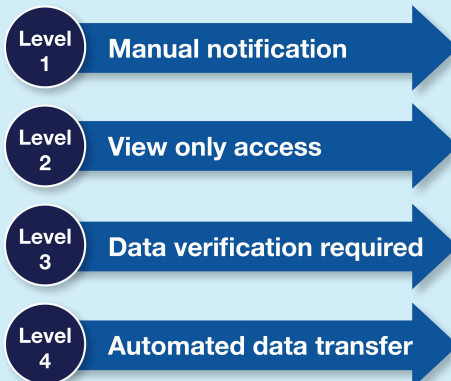 Level
1
Manual notification
Level
2
View only access
Level
3
Data verification required
Level
4
Automated data transfer